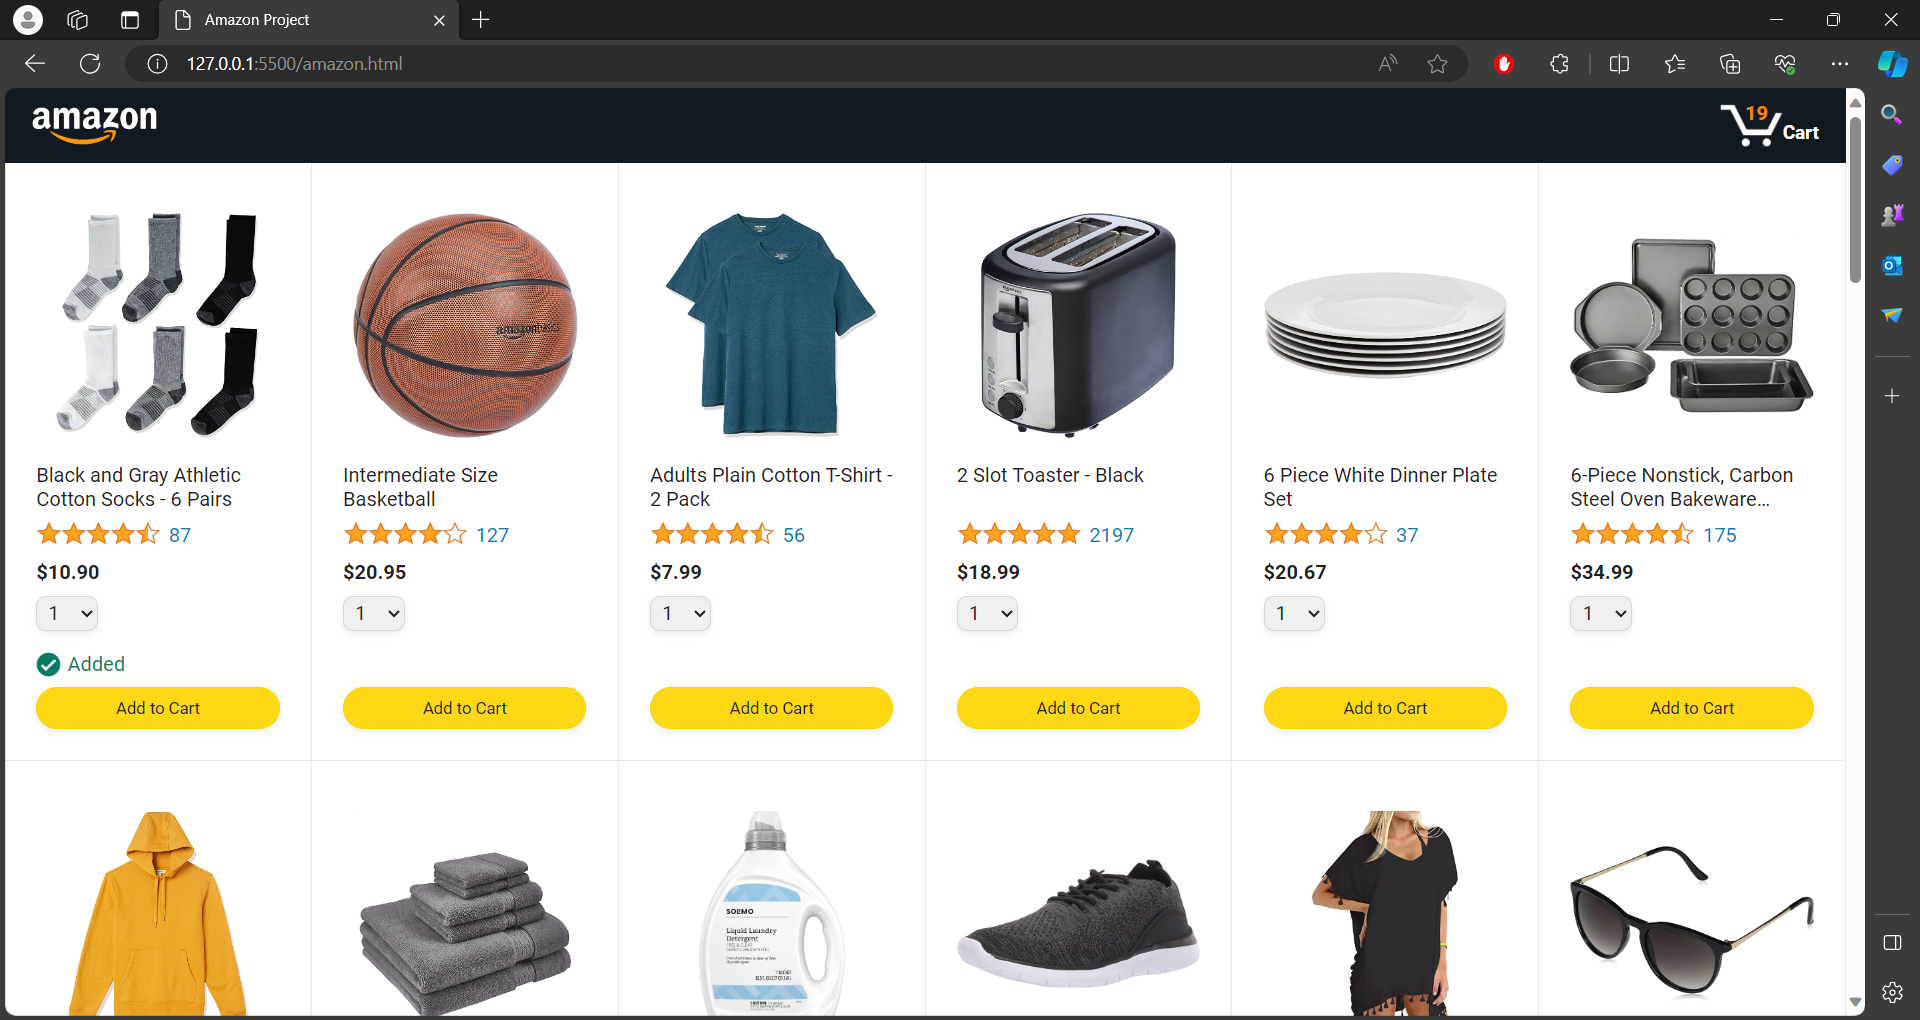 Amazon Project
127.0.0.1:5500/amazon.html
amazon
19
Cart
amazonbasics
Black and Gray Athletic
Cotton Socks - 6 Pairs
87
$10.90
1
Added
Add to Cart
Intermediate Size
Basketball
127
$20.95
1
Add to Cart
Adults Plain Cotton T-Shirt -
2 Pack
56
$7.99
1
Add to Cart
2 Slot Toaster - Black
2197
$18.99
1
Add to Cart
6 Piece White Dinner Plate
Set
37
$20.67
1
Add to Cart
6-Piece Nonstick, Carbon
Steel Oven Bakeware...
175
$34.99
1
Add to Cart
SOLIMO
Liquid Laundry
Detergent
FREE & CLEAR